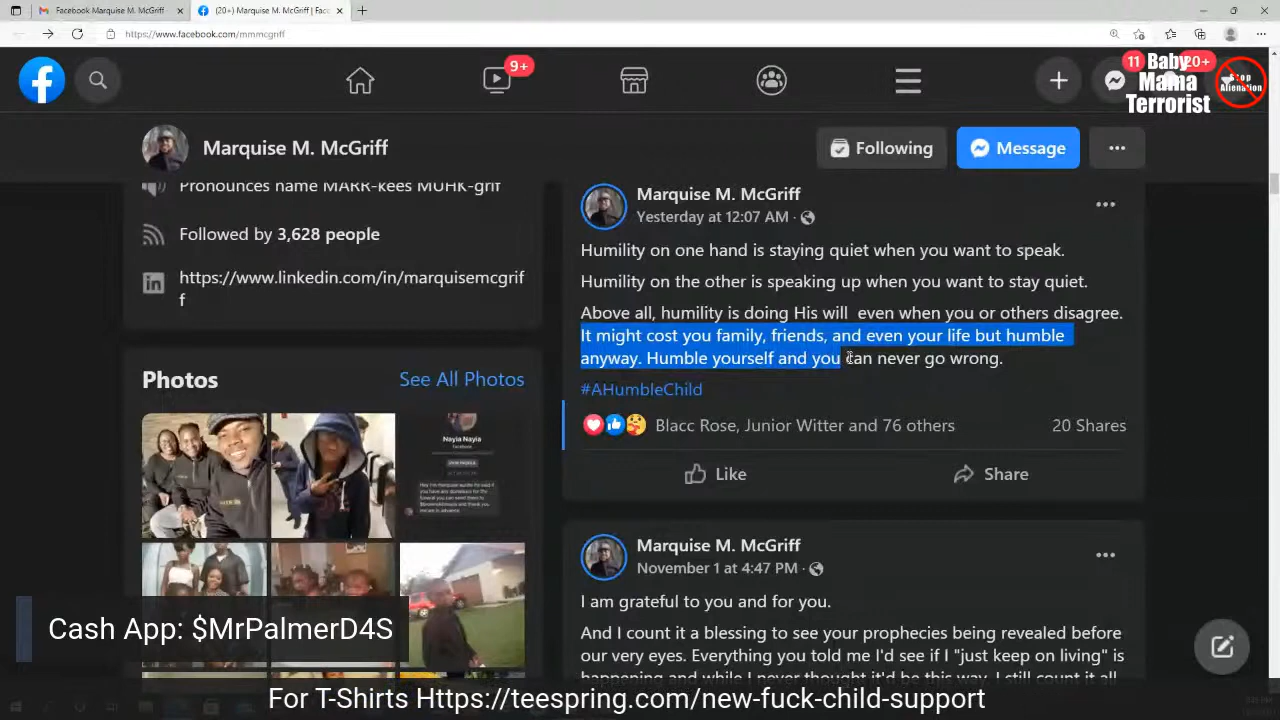 Facebook Marquise M. McGriff
(20+) Marquise M. McGriff | Fac
https://www.facebook.com/mmmcgriff
9+
11
20+
Baby
Mama
Terrorist
Stop
Alienation
Marquise M. McGriff
Following
Message
Pronounces name MARR-kees MUHK-grif
Followed by 3,628 people
https://www.linkedin.com/in/marquisemcgrif
f
Photos
See All Photos
Nayla Nayla
Facebook
Marquise M. McGriff
Yesterday at 12:07 AM ·
Humility on one hand is staying quiet when you want to speak.
Humility on the other is speaking up when you want to stay quiet.
Above all, humility is doing His will even when you or others disagree.
It might cost you family, friends, and even your life but humble
anyway. Humble yourself and you can never go wrong.
#AHumbleChild
Blacc Rose, Junior Witter and 76 others
20 Shares
Like
Share
Marquise M. McGriff
November 1 at 4:47 PM ·
I am grateful to you and for you.
And I count it a blessing to see your prophecies being revealed before
our very eyes. Everything you told me I'd see if I "just keep on living" is
happening and while I never thought it'd be this way, I still count it all
Cash App: $MrPalmerD4S
For T-Shirts Https://teespring.com/new-fuck-child-support